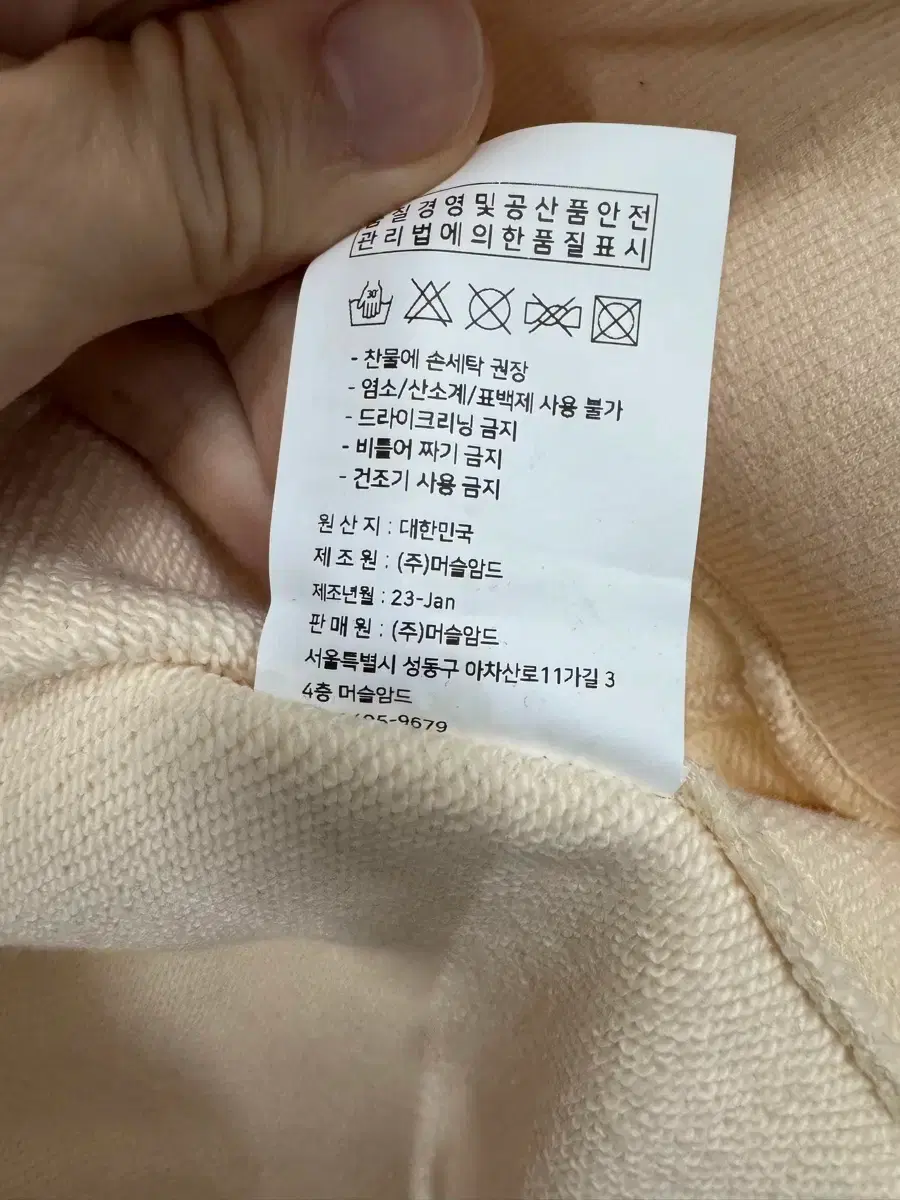 질경영및공산품안전
관리법에의한품질표시
30
- 찬물에 손세탁 권장
- 염소/산소계/표백제 사용 불가
- 드라이크리닝 금지
- 비틀어 짜기 금지
- 건조기 사용 금지
원 산 지 : 대한민국
제 조 원 : (주)머슬암드
제조년월 : 23-Jan
판 매 원 : (주)머슬암드
서울특별시 성동구 아차산로11가길 3
4층 머슬암드
-9679